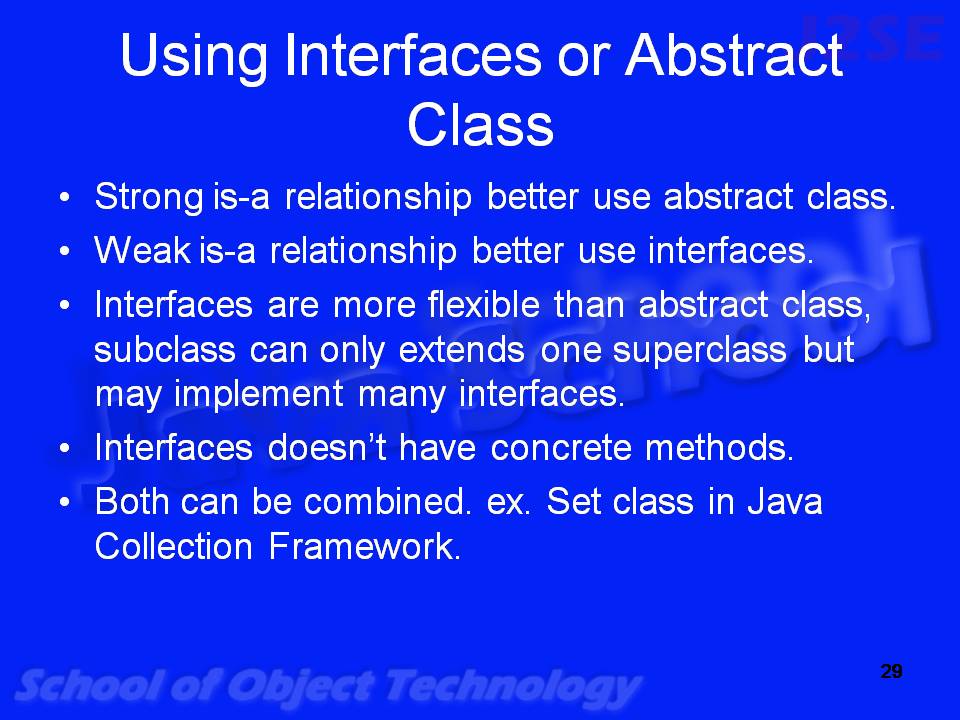 J2SE
Using Interfaces or Abstract
Class
• Strong is-a relationship better use abstract class.
• Weak is-a relationship better use interfaces.
• Interfaces are more flexible than abstract class,
subclass can only extends one superclass but
may implement many interfaces.
• Interfaces doesn’t have concrete methods.
• Both can be combined. ex. Set class in Java
Collection Framework.
Java School
School of Object Technology
29